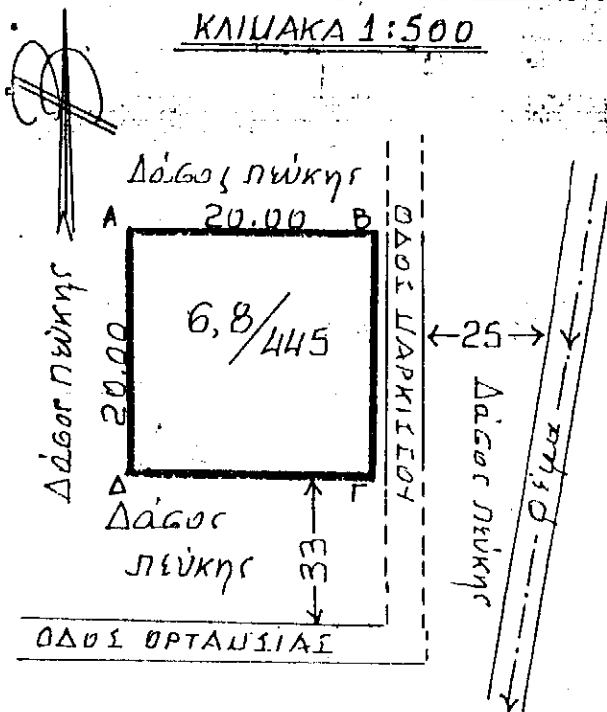 ΚΛΙΜΑΚΑ 1:500
Δάσος πεύκης
Α 20.00 Β
ΟΔΟΣ ΝΑΡΚΙΣΣΟΥ
Δάσος πεύκης
20.00
6,8/445
25
Δάσος πεύκης
ρέμα
Δ Γ
Δάσος
πεύκης
33
ΟΔΟΣ ΟΡΤΑΝΣΙΑΣ